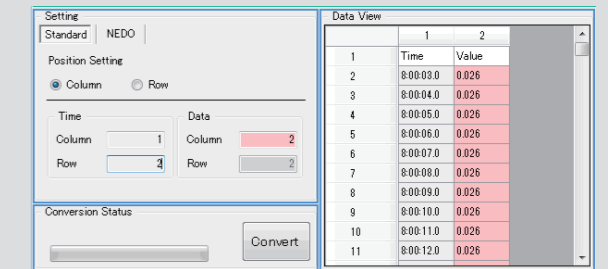 Setting
Standard NEDO
Position Setting
Column Row
Time Data
Column 1 Column 2
Row 2 Row 2
Conversion Status
Convert
Data View
1 2
1 Time Value
2 8:00:03.0 0.026
3 8:00:04.0 0.026
4 8:00:05.0 0.026
5 8:00:06.0 0.026
6 8:00:07.0 0.026
7 8:00:08.0 0.026
8 8:00:09.0 0.026
9 8:00:10.0 0.026
10 8:00:11.0 0.026
11 8:00:12.0 0.026